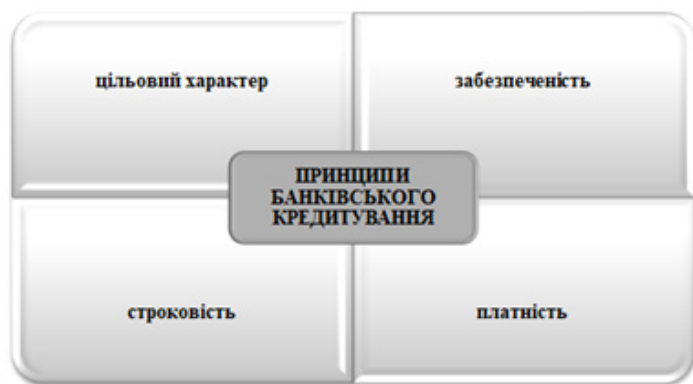 цільовий характер
забезпеченість
ПРИНЦИПИ
БАНКІВСЬКОГО
КРЕДИТУВАННЯ
строковість
платність